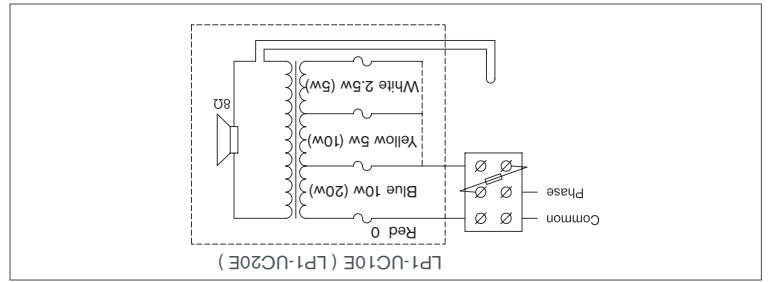 LP1-UC10E ( LP1-UC20E )
Red 0
Common
Blue 10w (20w)
Phase
Yellow 5w (10w)
White 2.5w (5w)
8Ω